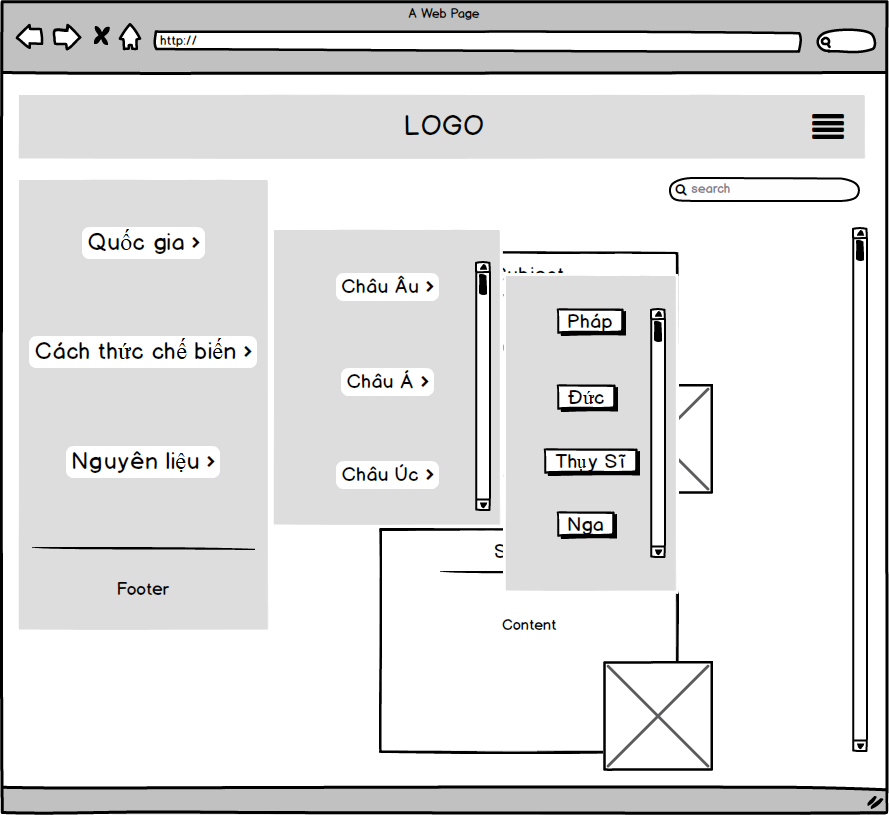 A Web Page
http://
LOGO
search
Quốc gia
Cách thức chế biến
Nguyên liệu
Footer
Châu Âu
Châu Á
Châu Úc
Pháp
Đức
Thụy Sĩ
Nga
Content